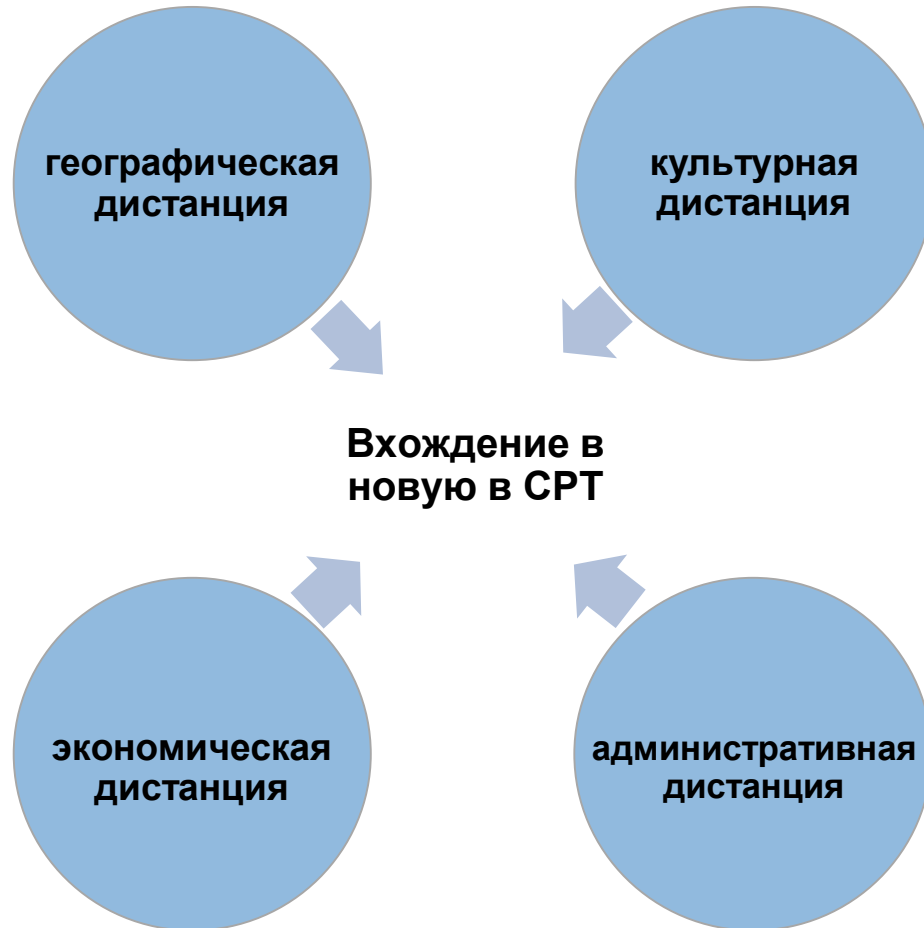 географическая
дистанция
культурная
дистанция
Вхождение в
новую в СРТ
экономическая
дистанция
административная
дистанция